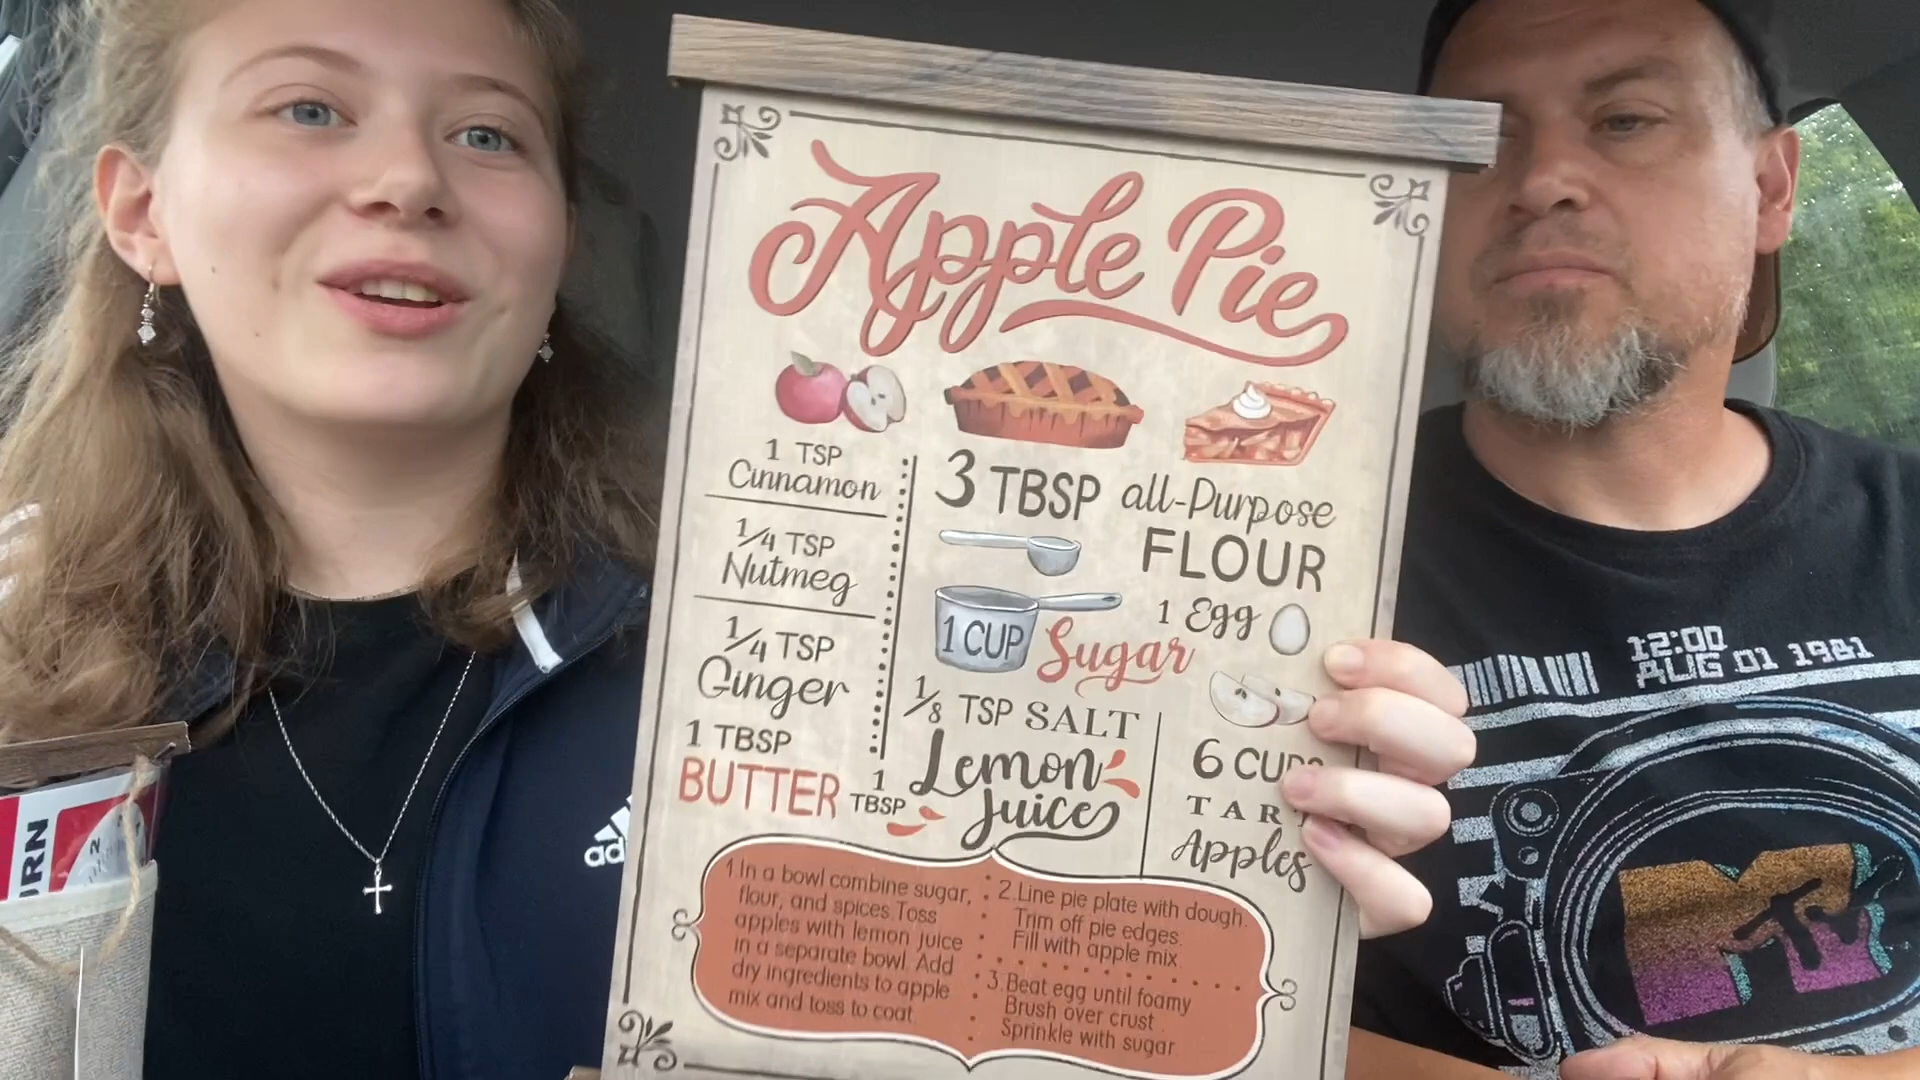 Apple Pie
1 TSP
Cinnamon
1/4 TSP
Nutmeg
1/4 TSP
Ginger
1 TBSP
BUTTER
3 TBSP all-Purpose
FLOUR
1 Egg
1 CUP Sugar
1/8 TSP SALT
1 TBSP
Lemon
Juice
6
TART
Apples
1. In a bowl combine sugar,
flour, and spices. Toss
apples with lemon juice
in a separate bowl. Add
dry ingredients to apple
mix and toss to coat.
2. Line pie plate with dough.
Trim off pie edges.
Fill with apple mix.
3. Beat egg until foamy
Brush over crust.
Sprinkle with sugar
12:00
AUG 01 1981
MTV
2